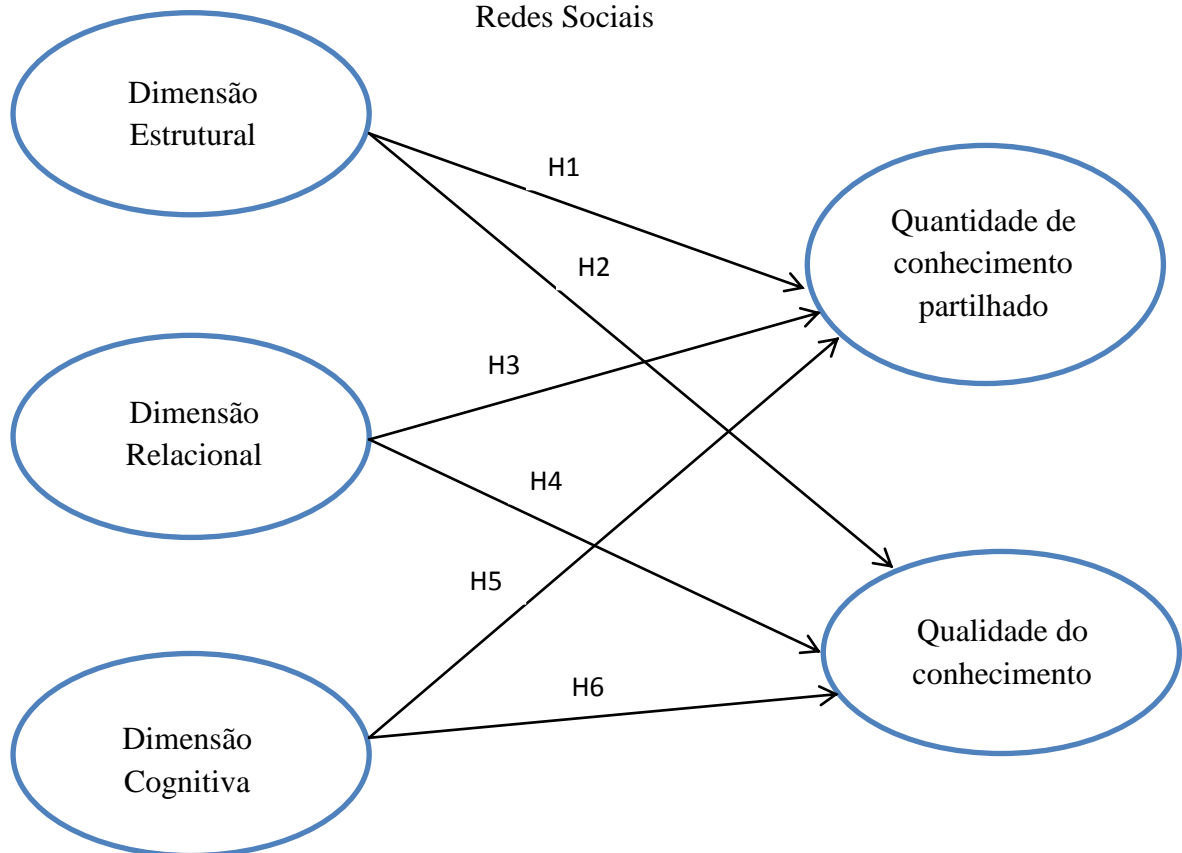 Redes Sociais
Dimensão
Estrutural
H1
Quantidade de
conhecimento
partilhado
H2
H3
Dimensão
Relacional
H4
H5
Qualidade do
conhecimento
H6
Dimensão
Cognitiva